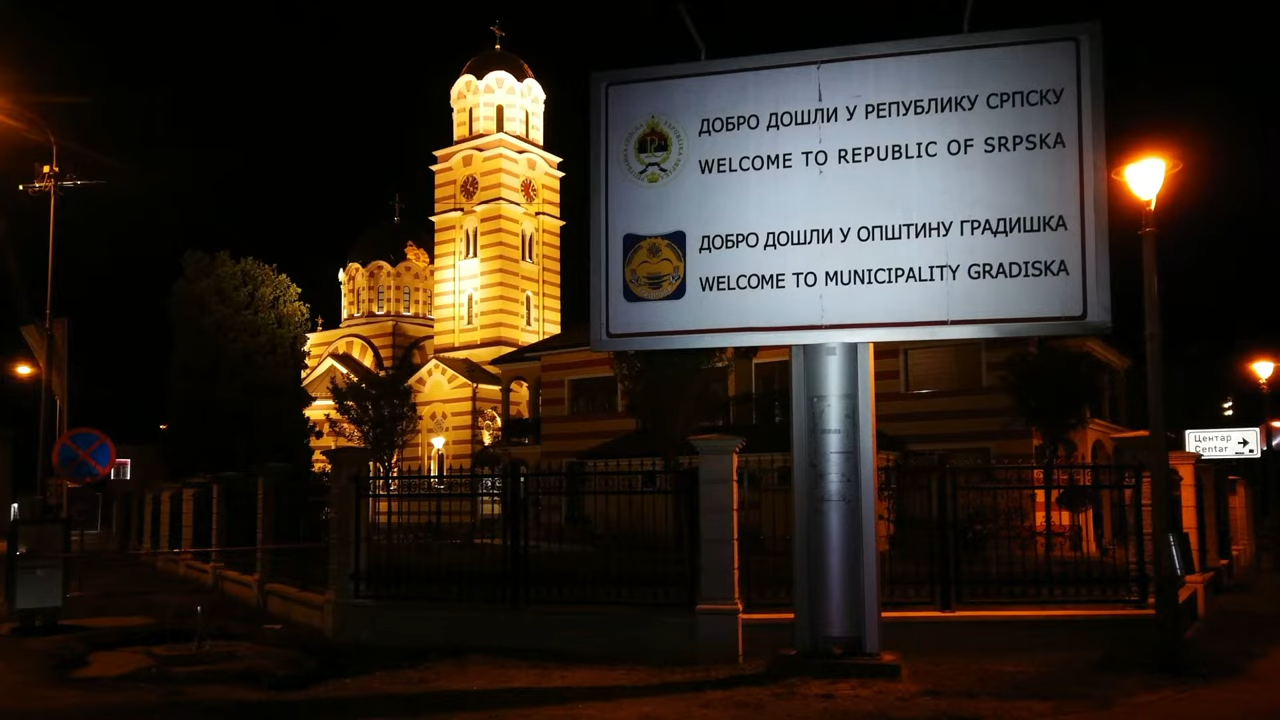 ДОБРО ДОШЛИ У РЕПУБЛИКУ СРПСКУ
WELCOME TO REPUBLIC OF SRPSKA
ДОБРО ДОШЛИ У ОПШТИНУ ГРАДИШКА
WELCOME TO MUNICIPALITY GRADISKA
Центар
Centar